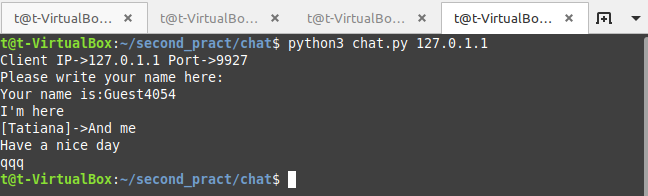 t@t-VirtualBo… × t@t-VirtualBo… × t@t-VirtualBo… × t@t-VirtualBo… ×
t@t-VirtualBox:~/second_pract/chat$ python3 chat.py 127.0.1.1
Client IP->127.0.1.1 Port->9927
Please write your name here:
Your name is:Guest4054
I'm here
[Tatiana]->And me
Have a nice day
qqq
t@t-VirtualBox:~/second_pract/chat$